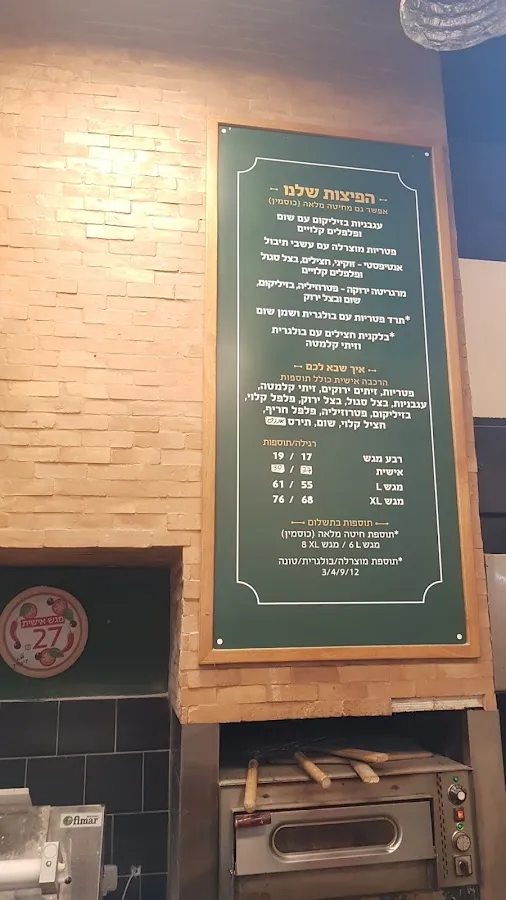 הפיצות שלנו
אפשר גם מחיטה מלאה (כוסמין)
עגבניות בזיליקום עם שום
ופלפלים קלויים
פטריות מוצרלה עם עשבי תיבול
אנטיפסטי - זוקיני, חצילים, בצל סגול
ופלפלים קלויים
מרגריטה ירוקה - פטרוזיליה, בזיליקום,
שום ובצל ירוק
*תרד פטריות עם בולגרית ושמן שום
*בלקנית חצילים עם בולגרית
וזיתי קלמטה
איך שבא לכם
הרכבה אישית כולל תוספות
פטריות, זיתים ירוקים, זיתי קלמטה,
עגבניות, בצל סגול, בצל ירוק, פלפל קלוי,
בזיליקום, פטרוזיליה, פלפל חריף,
חציל קלוי, שום, תירס
רגילה/תוספות
רבע מגש 17 / 19
אישית 27 / 30
מגש L 55 / 61
מגש XL 68 / 76
תוספות בתשלום
*תוספת חיטה מלאה (כוסמין)
מגש L 6 / מגש XL 8
*תוספת מוצרלה/בולגרית/טונה
3/4/9/12
מגש אישית
27 ₪
fimar